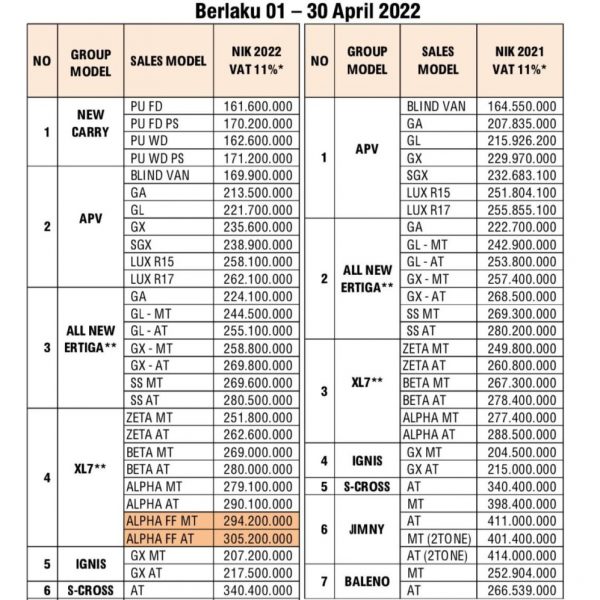 Berlaku 01 – 30 April 2022
NO GROUP MODEL SALES MODEL NIK 2022 VAT 11%*
1 NEW CARRY
PU FD 161.600.000
PU FD PS 170.200.000
PU WD 162.600.000
PU WD PS 171.200.000
2 APV
BLIND VAN 169.900.000
GA 213.500.000
GL 221.700.000
GX 235.600.000
SGX 238.900.000
LUX R15 258.100.000
LUX R17 262.100.000
3 ALL NEW ERTIGA**
GA 224.100.000
GL - MT 244.500.000
GL - AT 255.100.000
GX - MT 258.800.000
GX - AT 269.800.000
SS MT 269.600.000
SS AT 280.500.000
4 XL7**
ZETA MT 251.800.000
ZETA AT 262.600.000
BETA MT 269.000.000
BETA AT 280.000.000
ALPHA MT 279.100.000
ALPHA AT 290.100.000
ALPHA FF MT 294.200.000
ALPHA FF AT 305.200.000
5 IGNIS
GX MT 207.200.000
GX AT 217.500.000
6 S-CROSS AT 340.400.000
NO GROUP MODEL SALES MODEL NIK 2021 VAT 11%*
1 APV
BLIND VAN 164.550.000
GA 207.835.000
GL 215.926.200
GX 229.970.000
SGX 232.683.100
LUX R15 251.804.100
LUX R17 255.855.100
2 ALL NEW ERTIGA**
GA 222.700.000
GL - MT 242.900.000
GL - AT 253.800.000
GX - MT 257.400.000
GX - AT 268.500.000
SS MT 269.300.000
SS AT 280.200.000
3 XL7**
ZETA MT 249.800.000
ZETA AT 260.800.000
BETA MT 267.300.000
BETA AT 278.400.000
ALPHA MT 277.400.000
ALPHA AT 288.500.000
4 IGNIS
GX MT 204.500.000
GX AT 215.000.000
5 S-CROSS AT 340.400.000
6 JIMNY
MT 398.400.000
AT 411.000.000
MT (2TONE) 401.400.000
AT (2TONE) 414.000.000
7 BALENO
MT 252.904.000
AT 266.539.000